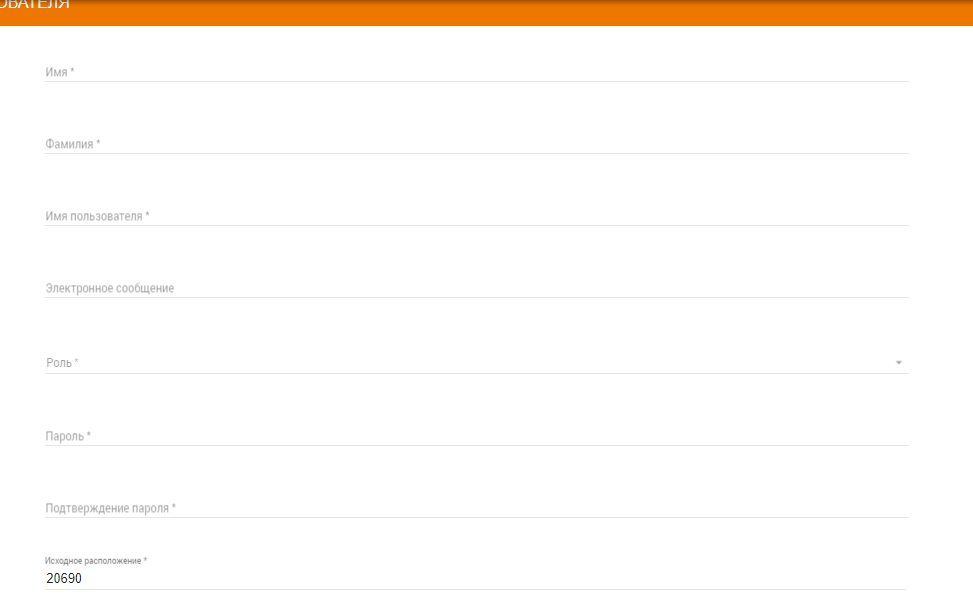 ОВАТЕЛЯ
Имя *
Фамилия *
Имя пользователя *
Электронное сообщение
Роль *
Пароль *
Подтверждение пароля *
Исходное расположение *
20690